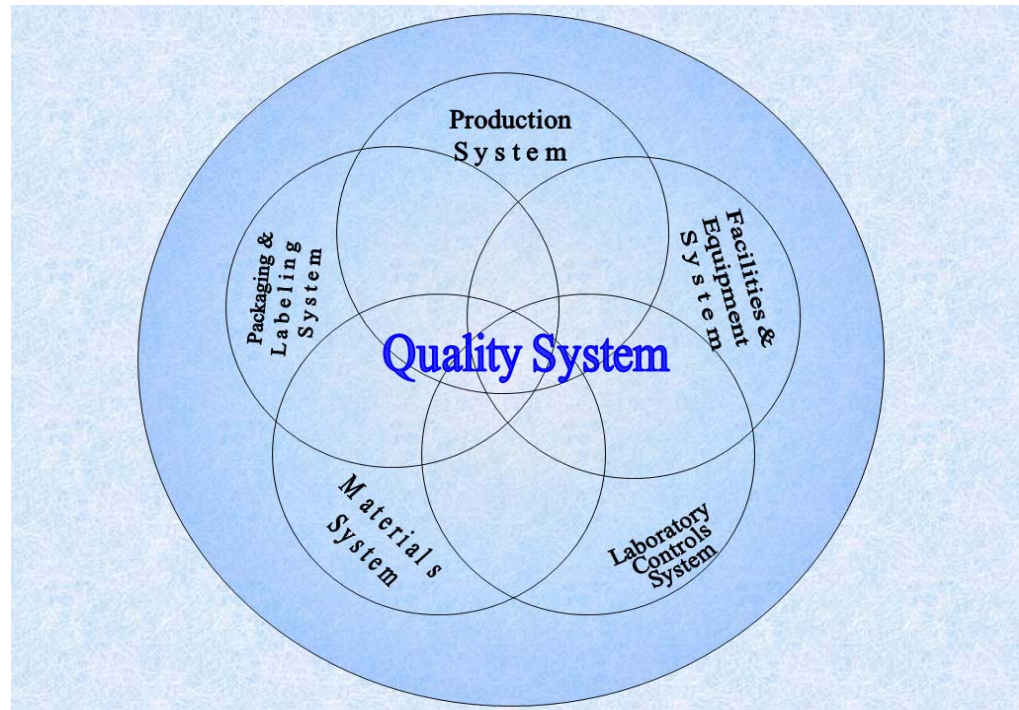 Production
System
Facilities &
Equipment
System
Packaging &
Labeling
System
Quality System
Materials
System
Laboratory
Controls
System